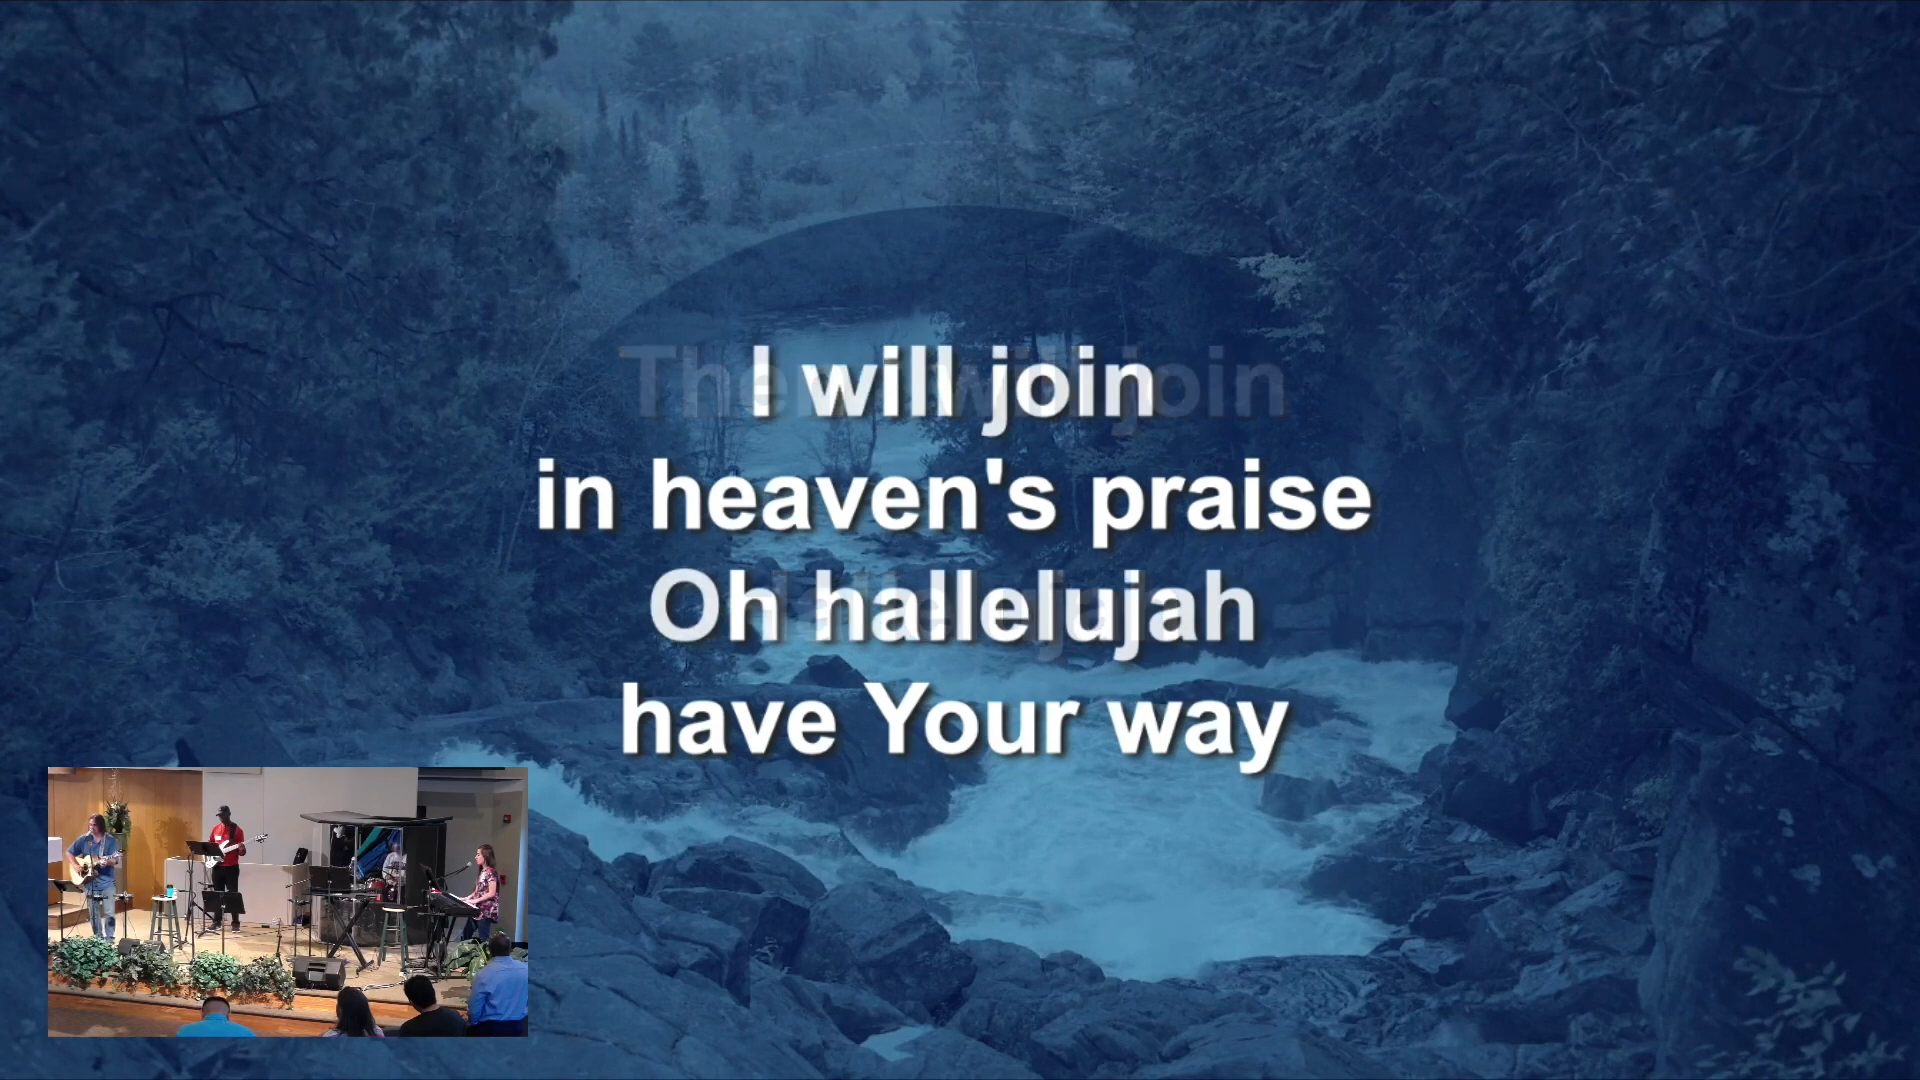 I will join
in heaven's praise
Oh hallelujah
have Your way